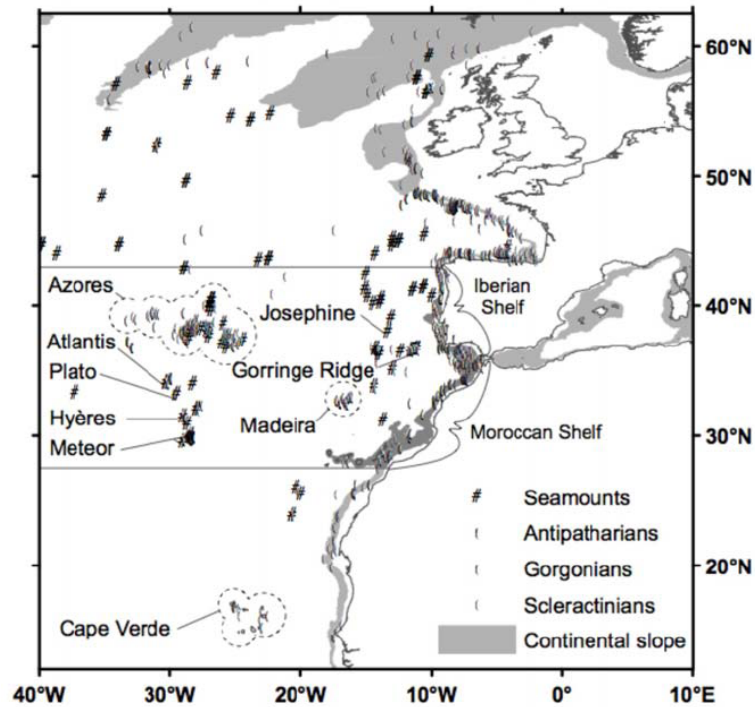 60°N
50°N
Azores
Iberian
Shelf
40°N
Josephine
Atlantis
Gorringe Ridge
Plato
Hyères
Madeira
Moroccan Shelf
Meteor
30°N
# Seamounts
Antipatharians
Gorgonians
20°N
Scleractinians
Cape Verde
Continental slope
40°W 30°W 20°W 10°W 0° 10°E